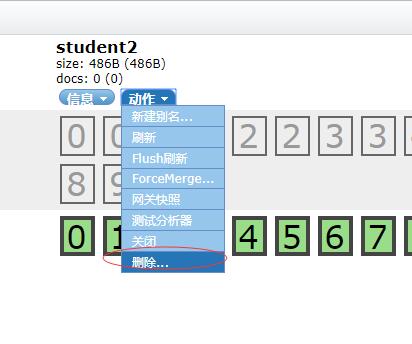 student2
size: 486B (486B)
docs: 0 (0)
信息 动作
新建别名...
刷新
Flush刷新
ForceMerge...
网关快照
测试分析器
关闭
删除...
0 0 2 2 3 3
8 9
0 1 4 5 6 7